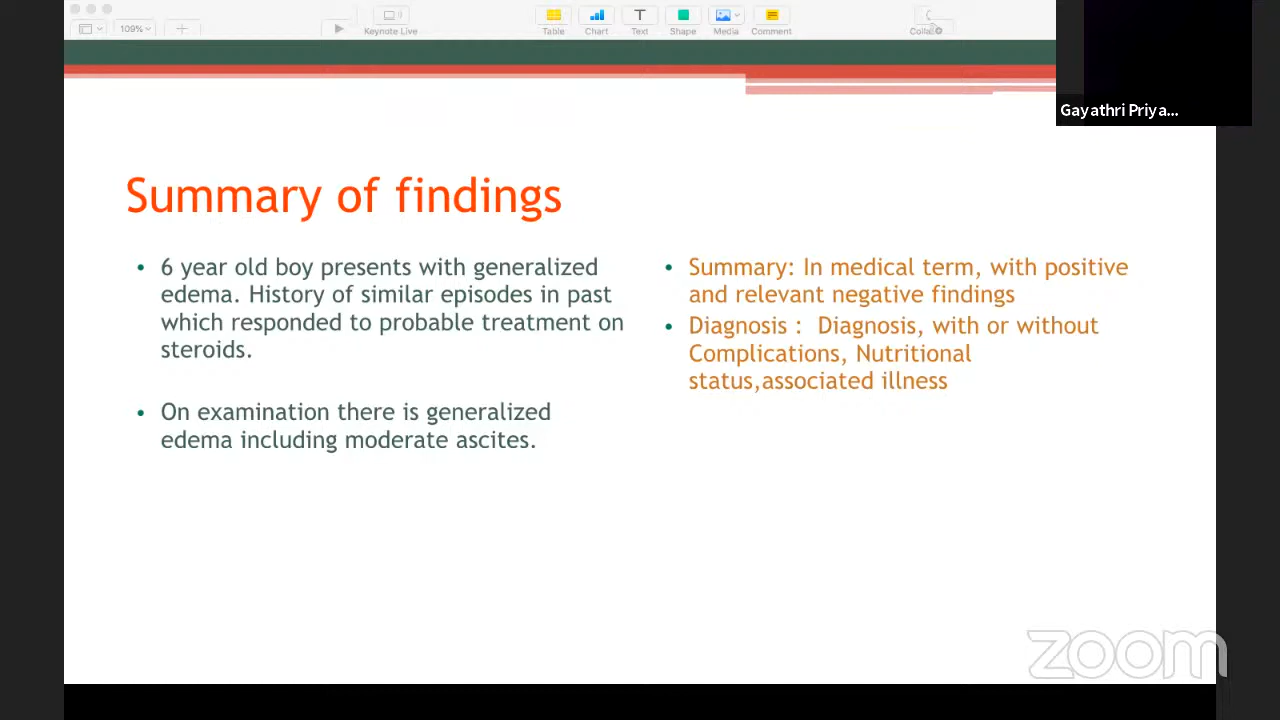 109%
Keynote Live
Table
Chart
Text
Shape
Media
Comment
Gayathri Priya...
Summary of findings
• 6 year old boy presents with generalized
edema. History of similar episodes in past
which responded to probable treatment on
steroids.
• On examination there is generalized
edema including moderate ascites.
• Summary: In medical term, with positive
and relevant negative findings
• Diagnosis : Diagnosis, with or without
Complications, Nutritional
status,associated illness
zoom